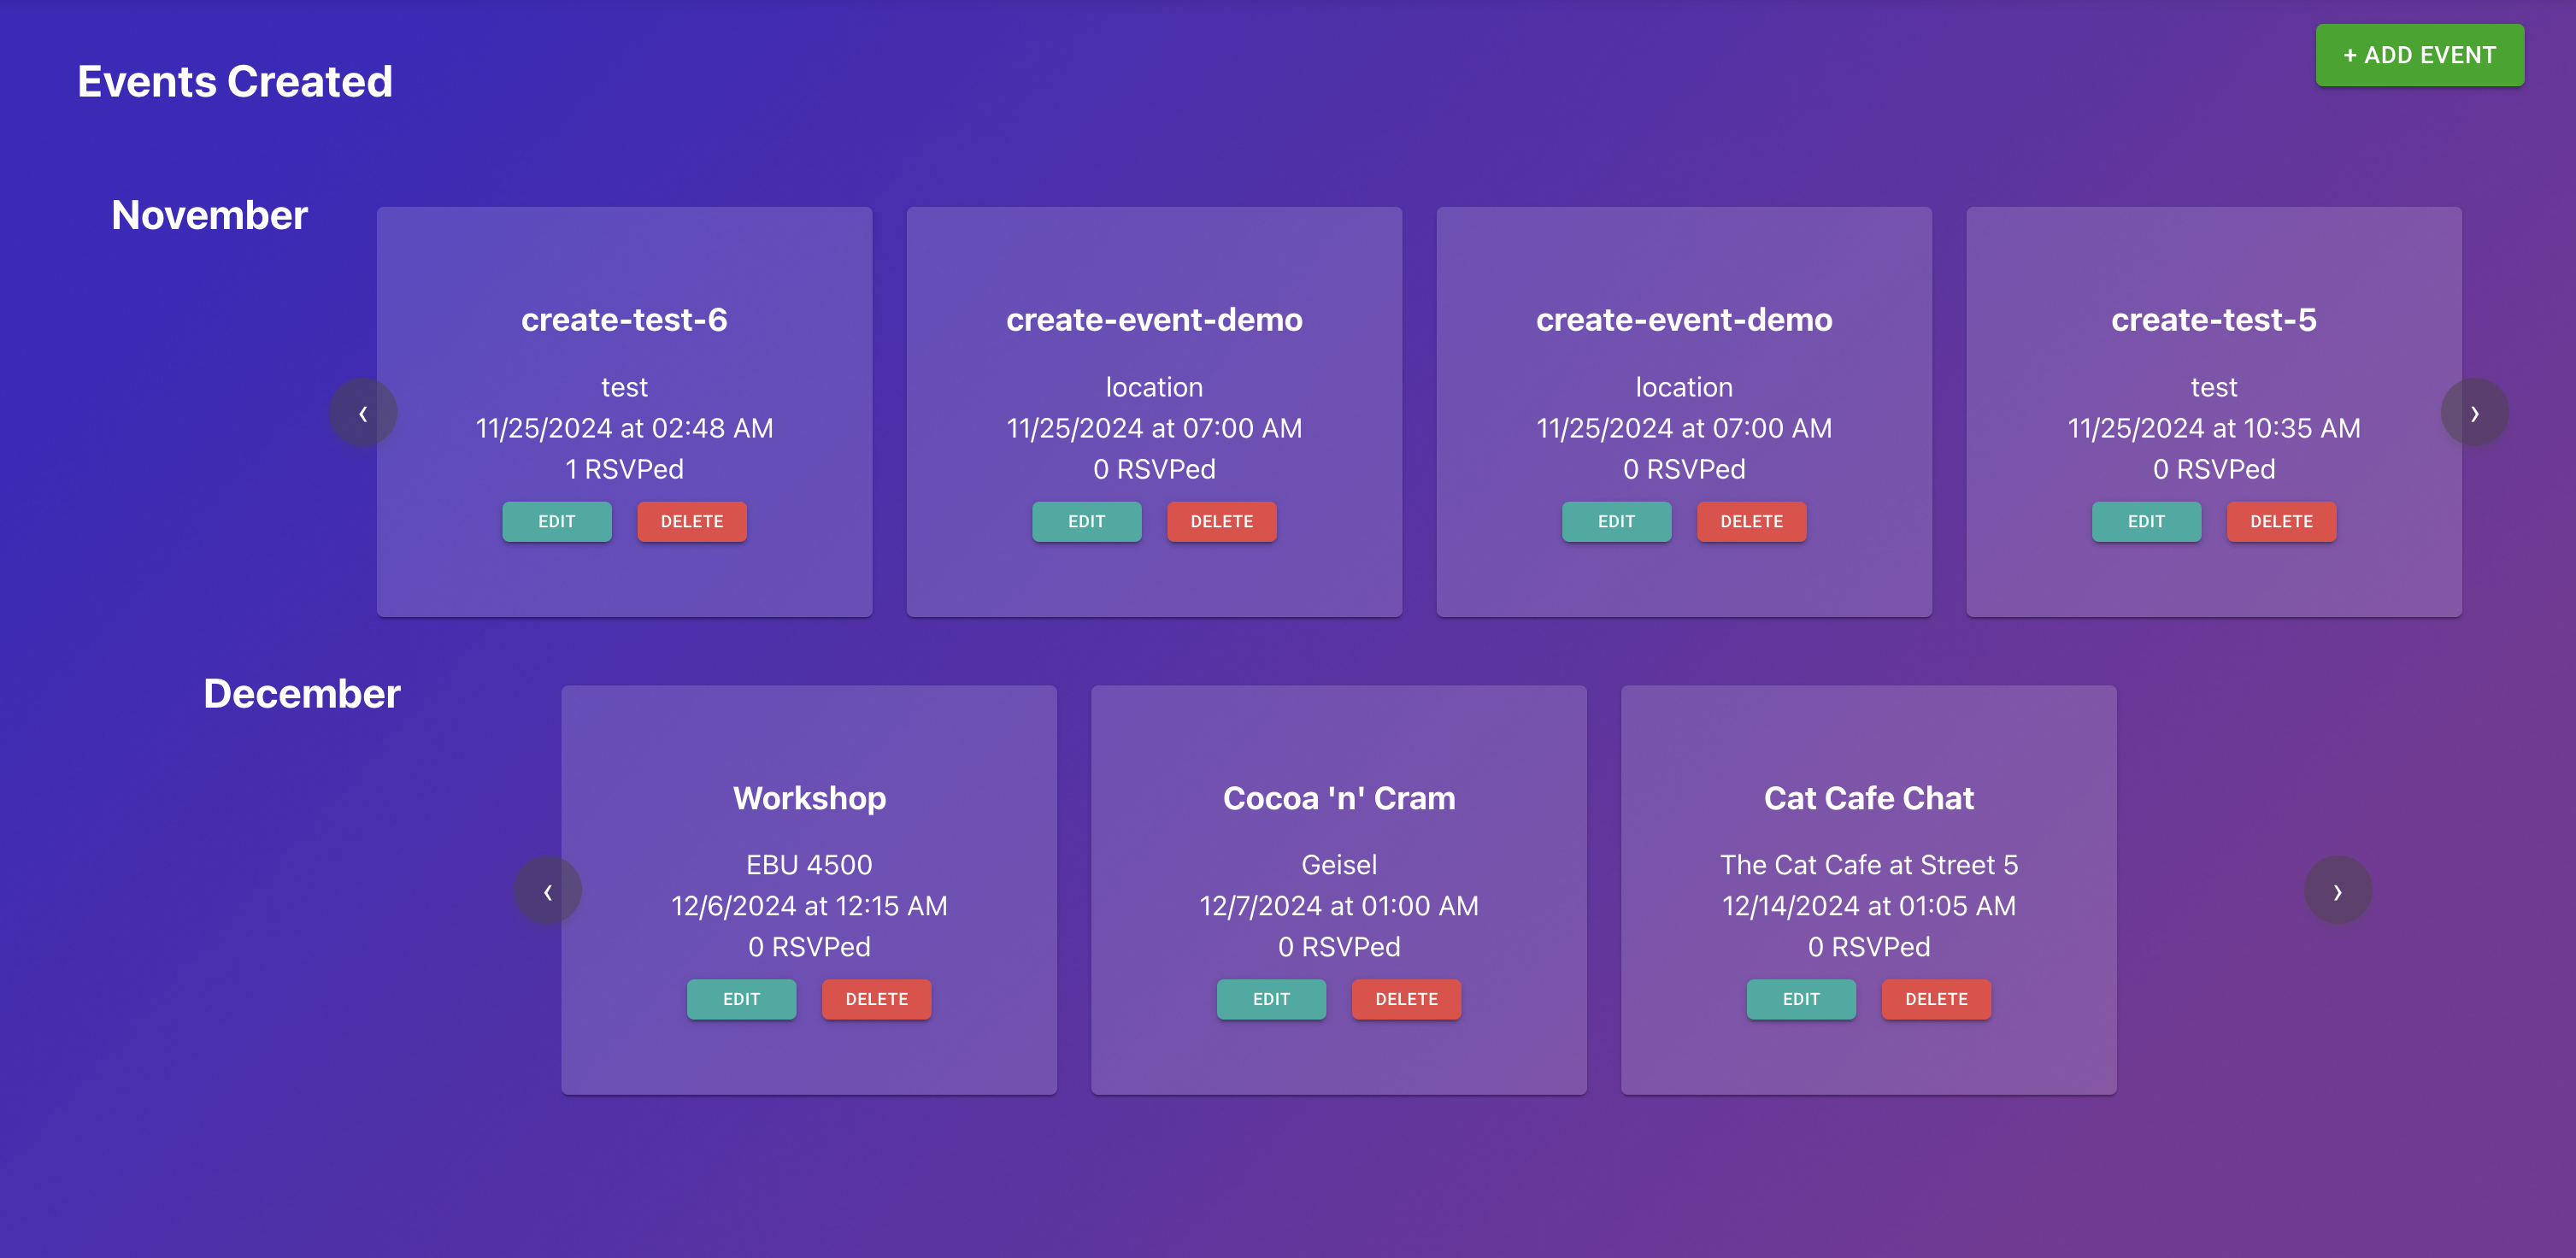 Events Created
+ ADD EVENT
November
create-test-6
test
11/25/2024 at 02:48 AM
1 RSVPed
EDIT DELETE
create-event-demo
location
11/25/2024 at 07:00 AM
0 RSVPed
EDIT DELETE
create-event-demo
location
11/25/2024 at 07:00 AM
0 RSVPed
EDIT DELETE
create-test-5
test
11/25/2024 at 10:35 AM
0 RSVPed
EDIT DELETE
December
Workshop
EBU 4500
12/6/2024 at 12:15 AM
0 RSVPed
EDIT DELETE
Cocoa 'n' Cram
Geisel
12/7/2024 at 01:00 AM
0 RSVPed
EDIT DELETE
Cat Cafe Chat
The Cat Cafe at Street 5
12/14/2024 at 01:05 AM
0 RSVPed
EDIT DELETE